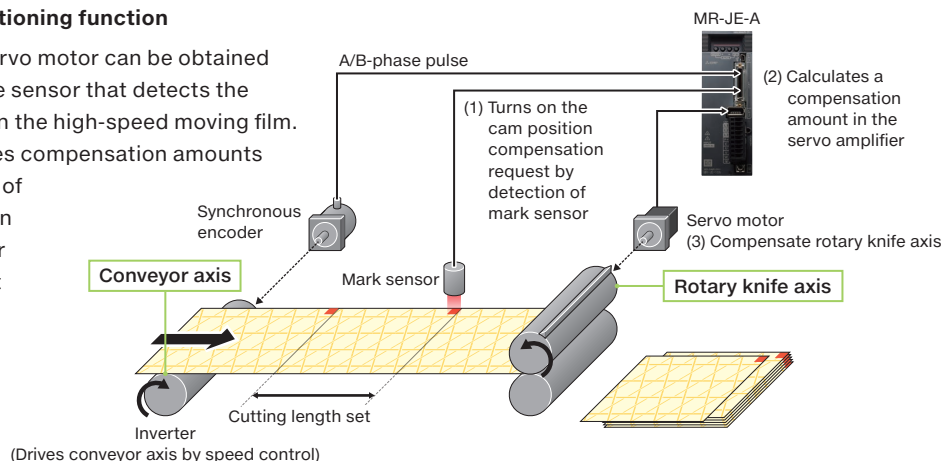 tioning function
ervo motor can be obtained
e sensor that detects the
n the high-speed moving film.
es compensation amounts
of
n
r
MR-JE-A
A/B-phase pulse
(1) Turns on the
cam position
compensation
request by
detection of
mark sensor
(2) Calculates a
compensation
amount in the
servo amplifier
Synchronous
encoder
Servo motor
(3) Compensate rotary knife axis
Conveyor axis
Mark sensor
Rotary knife axis
Cutting length set
Inverter
(Drives conveyor axis by speed control)